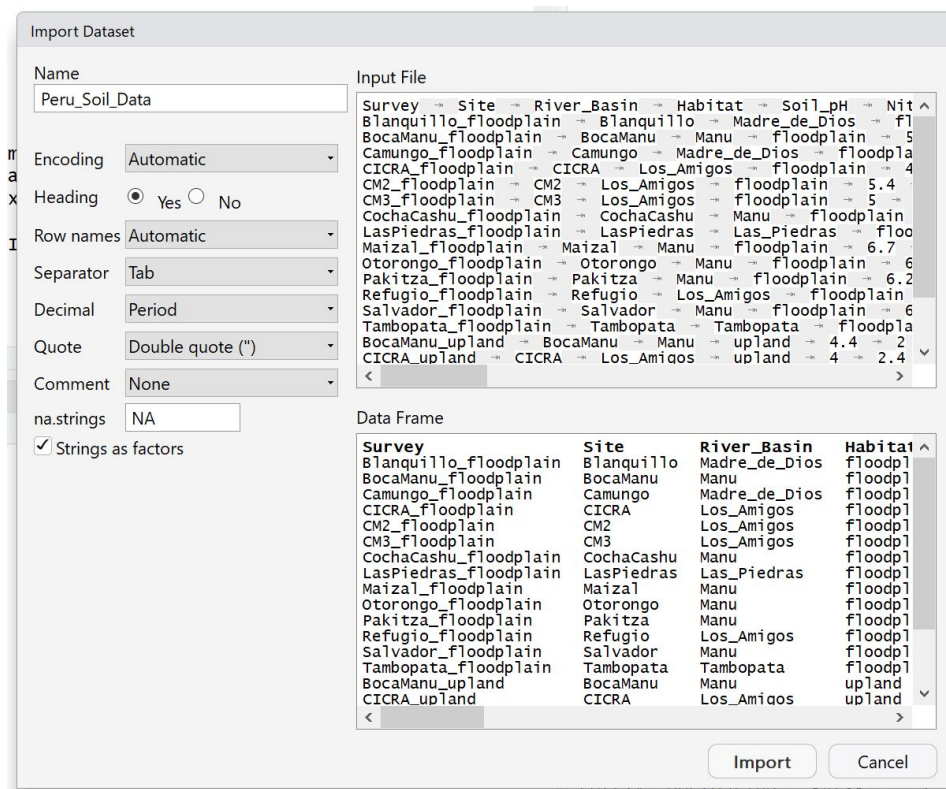 Import Dataset
Name
Peru_Soil_Data
Encoding Automatic
Heading Yes No
Row names Automatic
Separator Tab
Decimal Period
Quote Double quote (")
Comment None
na.strings NA
Strings as factors
Input File
Survey → Site → River_Basin → Habitat → Soil_pH → Nit
Blanquillo_floodplain → Blanquillo → Madre_de_Dios → fl
BocaManu_floodplain → BocaManu → Manu → floodplain → 5
Camungo_floodplain → Camungo → Madre_de_Dios → floodpla
CICRA_floodplain → CICRA → Los_Amigos → floodplain → 4
CM2_floodplain → CM2 → Los_Amigos → floodplain → 5.4 →
CM3_floodplain → CM3 → Los_Amigos → floodplain → 5 →
CochaCashu_floodplain → CochaCashu → Manu → floodplain
LasPiedras_floodplain → LasPiedras → Las_Piedras → floo
Maizal_floodplain → Maizal → Manu → floodplain → 6.7 →
Otorongo_floodplain → Otorongo → Manu → floodplain → 6
Pakitza_floodplain → Pakitza → Manu → floodplain → 6.2
Refugio_floodplain → Refugio → Los_Amigos → floodplain
Salvador_floodplain → Salvador → Manu → floodplain → 6
Tambopata_floodplain → Tambopata → Tambopata → floodpla
BocaManu_upland → BocaManu → Manu → upland → 4.4 → 2
CICRA_upland → CICRA → Los_Amigos → upland → 4 → 2.4
Data Frame
Survey Site River_Basin Habitat
Blanquillo_floodplain Blanquillo Madre_de_Dios floodpl
BocaManu_floodplain BocaManu Manu floodpl
Camungo_floodplain Camungo Madre_de_Dios floodpl
CICRA_floodplain CICRA Los_Amigos floodpl
CM2_floodplain CM2 Los_Amigos floodpl
CM3_floodplain CM3 Los_Amigos floodpl
CochaCashu_floodplain CochaCashu Manu floodpl
LasPiedras_floodplain LasPiedras Las_Piedras floodpl
Maizal_floodplain Maizal Manu floodpl
Otorongo_floodplain Otorongo Manu floodpl
Pakitza_floodplain Pakitza Manu floodpl
Refugio_floodplain Refugio Los_Amigos floodpl
Salvador_floodplain Salvador Manu floodpl
Tambopata_floodplain Tambopata Tambopata floodpl
BocaManu_upland BocaManu Manu upland
CICRA_upland CICRA Los_Amigos upland
Import Cancel